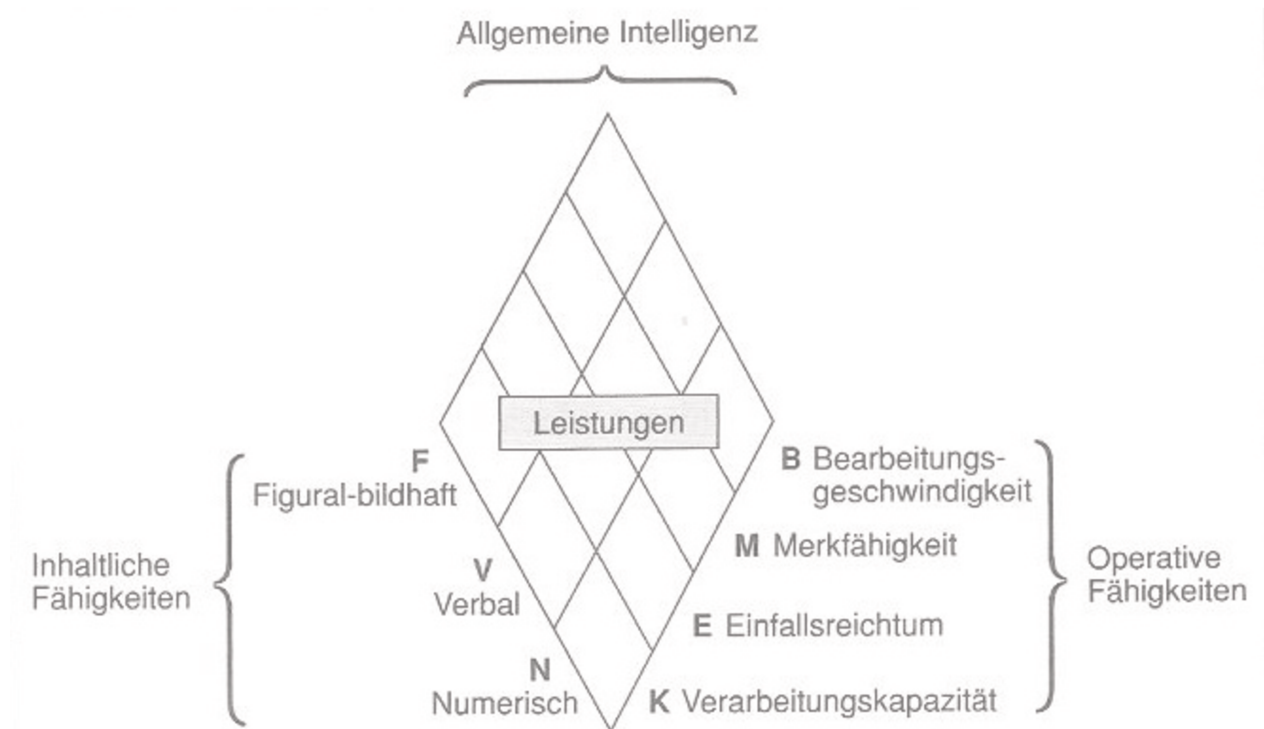 Allgemeine Intelligenz
Leistungen
F
Figural-bildhaft
V
Verbal
N
Numerisch
Inhaltliche
Fähigkeiten
B Bearbeitungs-
geschwindigkeit
M Merkfähigkeit
E Einfallsreichtum
K Verarbeitungskapazität
Operative
Fähigkeiten